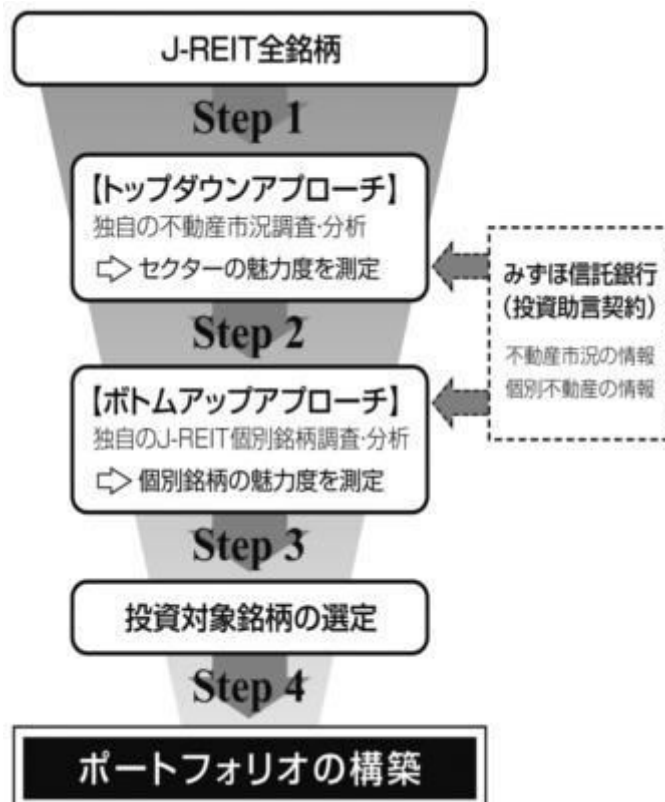 J-REIT全銘柄
Step 1
【トップダウンアプローチ】
独自の不動産市況調査・分析
⇨ セクターの魅力度を測定
Step 2
【ボトムアップアプローチ】
独自のJ-REIT個別銘柄調査・分析
⇨ 個別銘柄の魅力度を測定
みずほ信託銀行
(投資助言契約)
不動産市況の情報
個別不動産の情報
Step 3
投資対象銘柄の選定
Step 4
ポートフォリオの構築